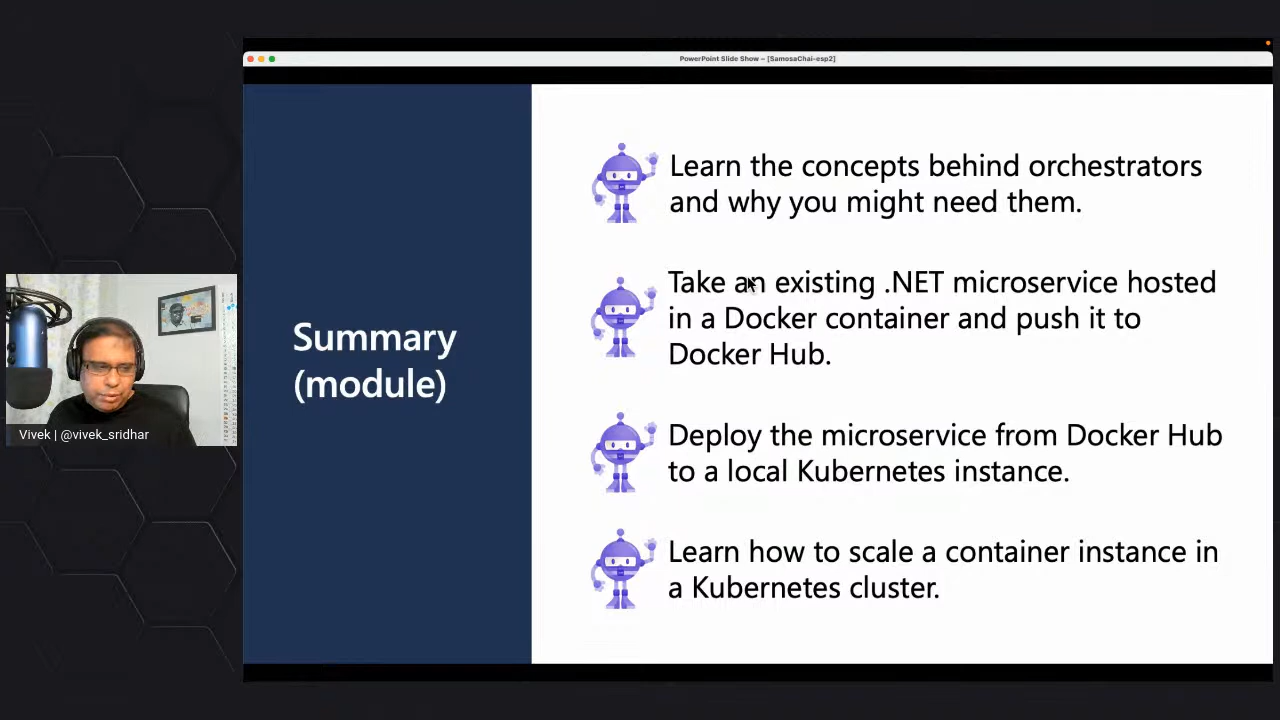 PowerPoint Slide Show – [SamosaChai-esp2]
Summary
(module)
Learn the concepts behind orchestrators
and why you might need them.
Take an existing .NET microservice hosted
in a Docker container and push it to
Docker Hub.
Deploy the microservice from Docker Hub
to a local Kubernetes instance.
Learn how to scale a container instance in
a Kubernetes cluster.
Vivek | @vivek_sridhar